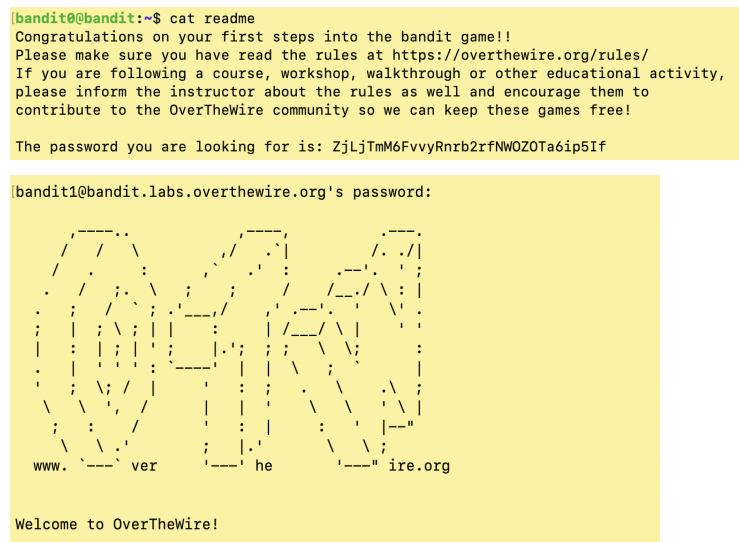 [bandit0@bandit:~$ cat readme
Congratulations on your first steps into the bandit game!!
Please make sure you have read the rules at https://overthewire.org/rules/
If you are following a course, workshop, walkthrough or other educational activity,
please inform the instructor about the rules as well and encourage them to
contribute to the OverTheWire community so we can keep these games free!
The password you are looking for is: ZjLjTmM6FvvyRnrb2rfNWOZOTa6ip5If
[bandit1@bandit.labs.overthewire.org's password:
www. ver he ire.org
Welcome to OverTheWire!